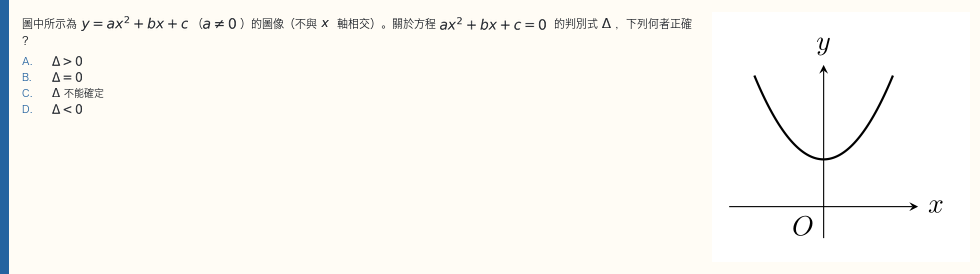 圖中所示為 y = ax² + bx + c （a ≠ 0 ）的圖像（不與 x 軸相交）。關於方程 ax² + bx + c = 0 的判別式 Δ ，下列何者正確
？
A. Δ > 0
B. Δ = 0
C. Δ 不能確定
D. Δ < 0
y
x
O